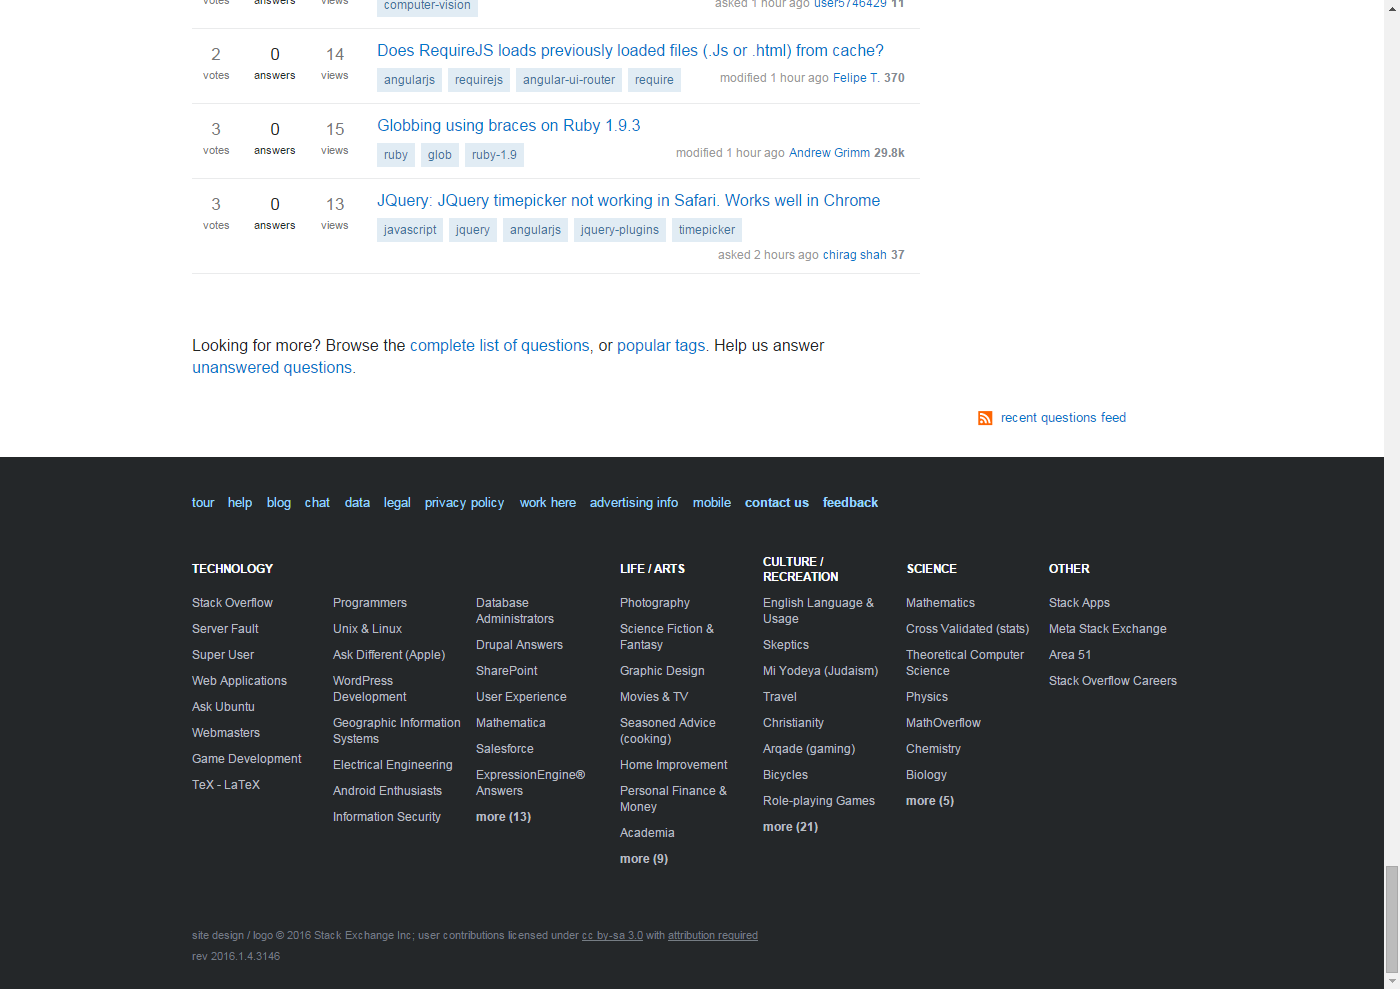 votes answers views computer-vision asked 1 hour ago user5746429 11
2 0 14 Does RequireJS loads previously loaded files (.Js or .html) from cache?
votes answers views angularjs requirejs angular-ui-router require modified 1 hour ago Felipe T. 370
3 0 15 Globbing using braces on Ruby 1.9.3
votes answers views ruby glob ruby-1.9 modified 1 hour ago Andrew Grimm 29.8k
3 0 13 JQuery: JQuery timepicker not working in Safari. Works well in Chrome
votes answers views javascript jquery angularjs jquery-plugins timepicker
asked 2 hours ago chirag shah 37
Looking for more? Browse the complete list of questions, or popular tags. Help us answer
unanswered questions.
recent questions feed
tour help blog chat data legal privacy policy work here advertising info mobile contact us feedback
TECHNOLOGY
Stack Overflow
Server Fault
Super User
Web Applications
Ask Ubuntu
Webmasters
Game Development
TeX - LaTeX
Programmers
Unix & Linux
Ask Different (Apple)
WordPress
Development
Geographic Information
Systems
Electrical Engineering
Android Enthusiasts
Information Security
Database
Administrators
Drupal Answers
SharePoint
User Experience
Mathematica
Salesforce
ExpressionEngine®
Answers
more (13)
LIFE / ARTS
Photography
Science Fiction &
Fantasy
Graphic Design
Movies & TV
Seasoned Advice
(cooking)
Home Improvement
Personal Finance &
Money
Academia
more (9)
CULTURE /
RECREATION
English Language &
Usage
Skeptics
Mi Yodeya (Judaism)
Travel
Christianity
Arqade (gaming)
Bicycles
Role-playing Games
more (21)
SCIENCE
Mathematics
Cross Validated (stats)
Theoretical Computer
Science
Physics
MathOverflow
Chemistry
Biology
more (5)
OTHER
Stack Apps
Meta Stack Exchange
Area 51
Stack Overflow Careers
site design / logo © 2016 Stack Exchange Inc; user contributions licensed under cc by-sa 3.0 with attribution required
rev 2016.1.4.3146